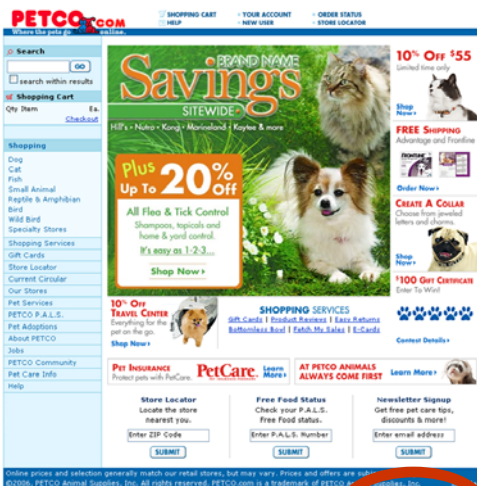 PETCO.COM
Where the pets go online.
SHOPPING CART
YOUR ACCOUNT
ORDER STATUS
HELP
NEW USER
STORE LOCATOR
Search
GO
search within results
Shopping Cart
Qty Item Ea.
Checkout
Shopping
Dog
Cat
Fish
Small Animal
Reptile & Amphibian
Bird
Wild Bird
Specialty Stores
Shopping Services
Gift Cards
Store Locator
Current Circular
Our Stores
Pet Services
PETCO P.A.L.S.
Pet Adoptions
About PETCO
Jobs
PETCO Community
Pet Care Info
Help
BRAND NAME
Savings
SITEWIDE
Hill's • Nutro • Kong • Marineland • Kaytee & more
Plus
Up To 20% Off
All Flea & Tick Control
Shampoos, topicals and
home & yard control.
It's easy as 1-2-3...
Shop Now
10% OFF $55
Limited time only
Shop
Now
FREE SHIPPING
Advantage and Frontline
FRONTLINE
Order Now
CREATE A COLLAR
Choose from jeweled
letters and charms.
Shop
Now
$100 GIFT CERTIFICATE
Enter To Win!
Contest Details
10% OFF
TRAVEL CENTER
Everything for the
pet on the go.
Shop Now
SHOPPING SERVICES
Gift Cards | Product Reviews | Easy Returns
Bottomless Bowl | Fetch My Sales | E-Cards
PET INSURANCE
Protect pets with PetCare.
PetCare
Learn
More
AT PETCO ANIMALS
ALWAYS COME FIRST
Learn More
Store Locator
Locate the store
nearest you.
Enter ZIP Code
SUBMIT
Free Food Status
Check your P.A.L.S.
Free Food status.
Enter P.A.L.S. Number
SUBMIT
Newsletter Signup
Get free pet care tips,
discounts & more!
Enter email address
SUBMIT
Online prices and selection generally match our retail stores, but may vary. Prices and offers are
©2006, PETCO Animal Supplies, Inc. All rights reserved. PETCO.com is a trademark of PETCO Supplies, Inc.